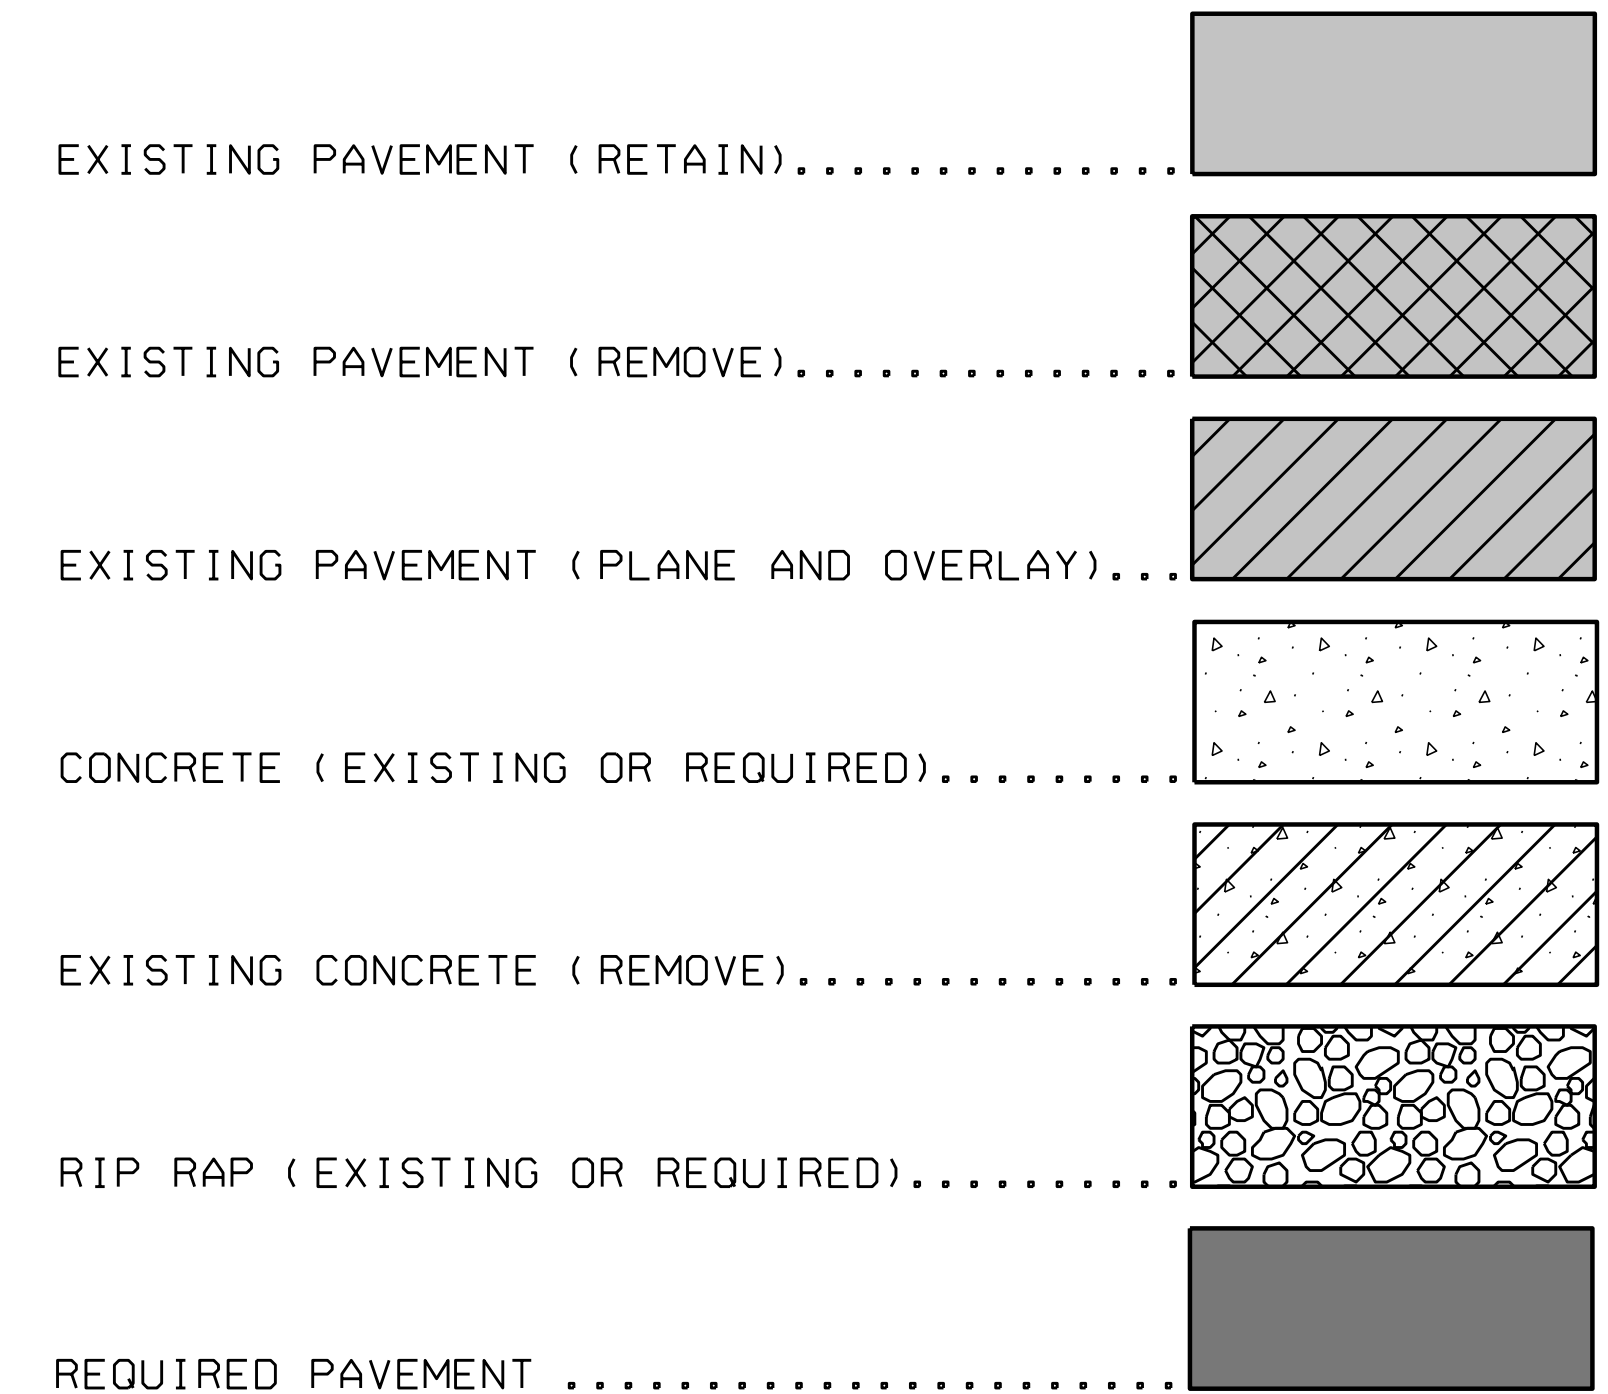 EXISTING PAVEMENT (RETAIN)..............
EXISTING PAVEMENT (REMOVE)..............
EXISTING PAVEMENT (PLANE AND OVERLAY)...
CONCRETE (EXISTING OR REQUIRED).........
EXISTING CONCRETE (REMOVE)..............
RIP RAP (EXISTING OR REQUIRED)..........
REQUIRED PAVEMENT ......................